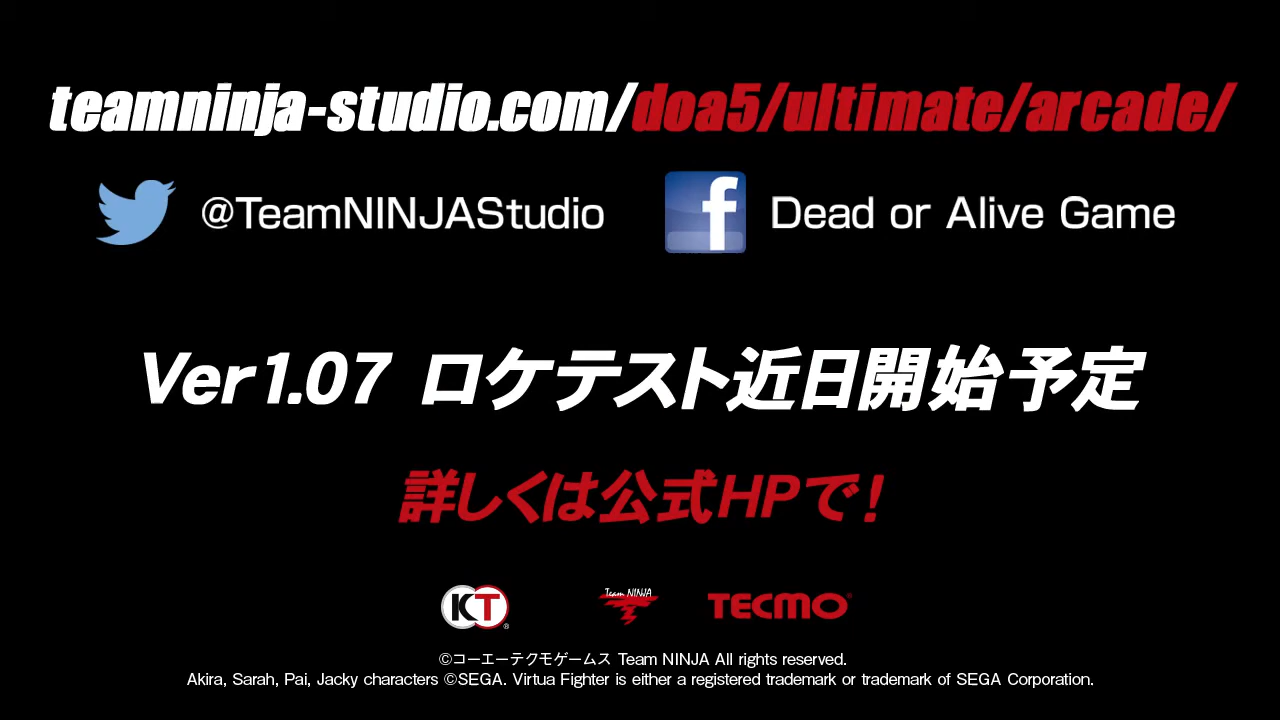 teamninja-studio.com/doa5/ultimate/arcade/
@TeamNINJAStudio
f Dead or Alive Game
Ver1.07 ロケテスト近日開始予定
詳しくは公式HPで！
KT® Team NINJA TECMO®
©コーエーテクモゲームス Team NINJA All rights reserved.
Akira, Sarah, Pai, Jacky characters ©SEGA. Virtua Fighter is either a registered trademark or trademark of SEGA Corporation.